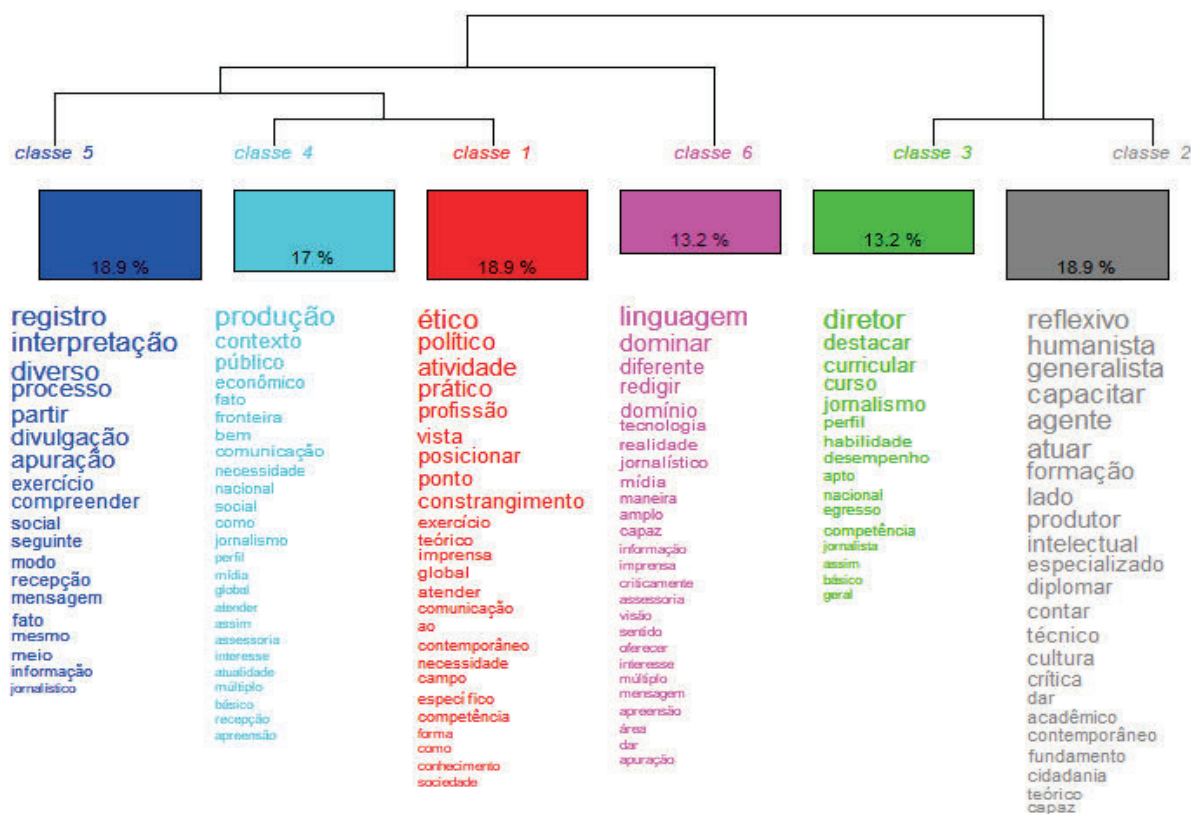 classe 5
classe 4
classe 1
classe 6
classe 3
classe 2
18.9 %
17 %
18.9 %
13.2 %
13.2 %
18.9 %
registro
interpretação
diverso
processo
partir
divulgação
apuração
exercício
compreender
social
seguinte
modo
recepção
mensagem
fato
mesmo
meio
informação
jornalístico
produção
contexto
público
econômico
fato
fronteira
bem
comunicação
necessidade
nacional
social
como
jornalismo
perfil
mídia
global
atender
assim
assessoria
interesse
atualidade
múltiplo
básico
recepção
apreensão
ético
político
atividade
prático
profissão
vista
posicionar
ponto
constrangimento
exercício
teórico
imprensa
global
atender
comunicação
ao
contemporâneo
necessidade
campo
específico
competência
forma
como
conhecimento
sociedade
linguagem
dominar
diferente
redigir
domínio
tecnologia
realidade
jornalístico
mídia
maneira
amplo
capaz
informação
imprensa
criticamente
assessoria
visão
sentido
oferecer
interesse
múltiplo
mensagem
apreensão
área
dar
apuração
diretor
destacar
curricular
curso
jornalismo
perfil
habilidade
desempenho
apto
nacional
egresso
competência
jornalista
assim
básico
geral
reflexivo
humanista
generalista
capacitar
agente
atuar
formação
lado
produtor
intelectual
especializado
diplomar
contar
técnico
cultura
crítica
dar
acadêmico
contemporâneo
fundamento
cidadania
teórico
capaz